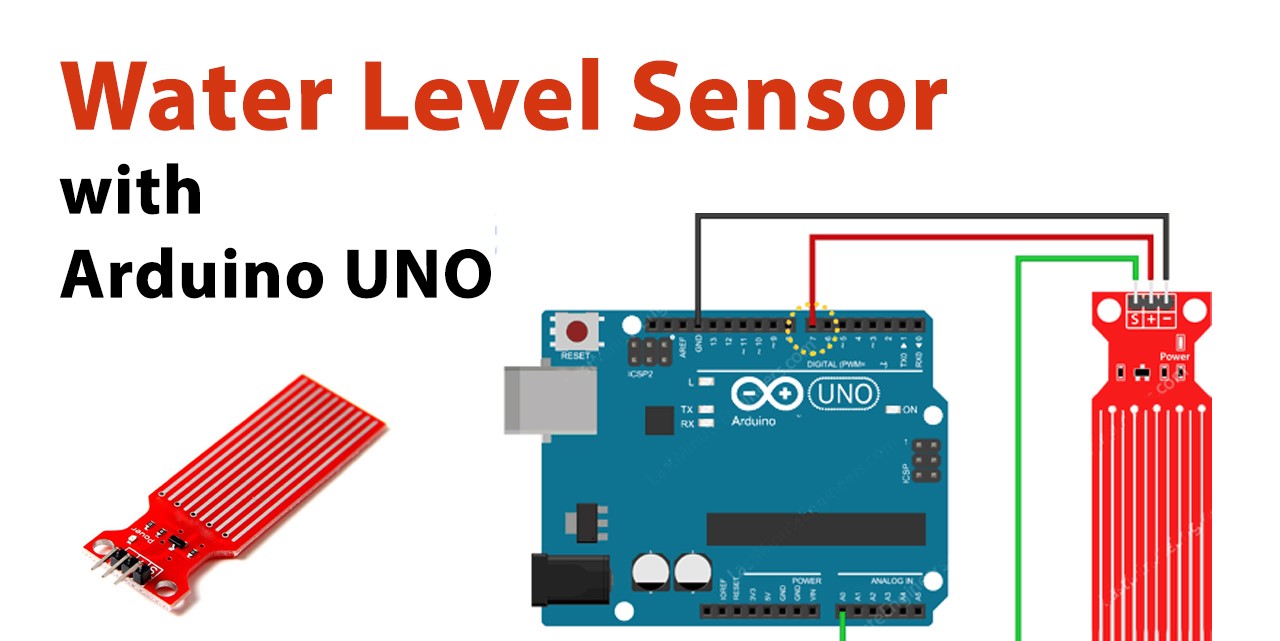 Water Level Sensor
with
Arduino UNO
S + −
Power
RESET
ICSP2
AREF
GND
13
12
~11
~10
~9
7
~5
4
~3
2
TX0 ▶ 1
RX0 ◀ 0
DIGITAL (PWM=
L
TX
RX
UNO
ON
Arduino
1
ICSP
POWER
ANALOG IN
IOREF
RESET
3V3
5V
GND
GND
VIN
A0
A1
A2
A3
A4
A5
Power